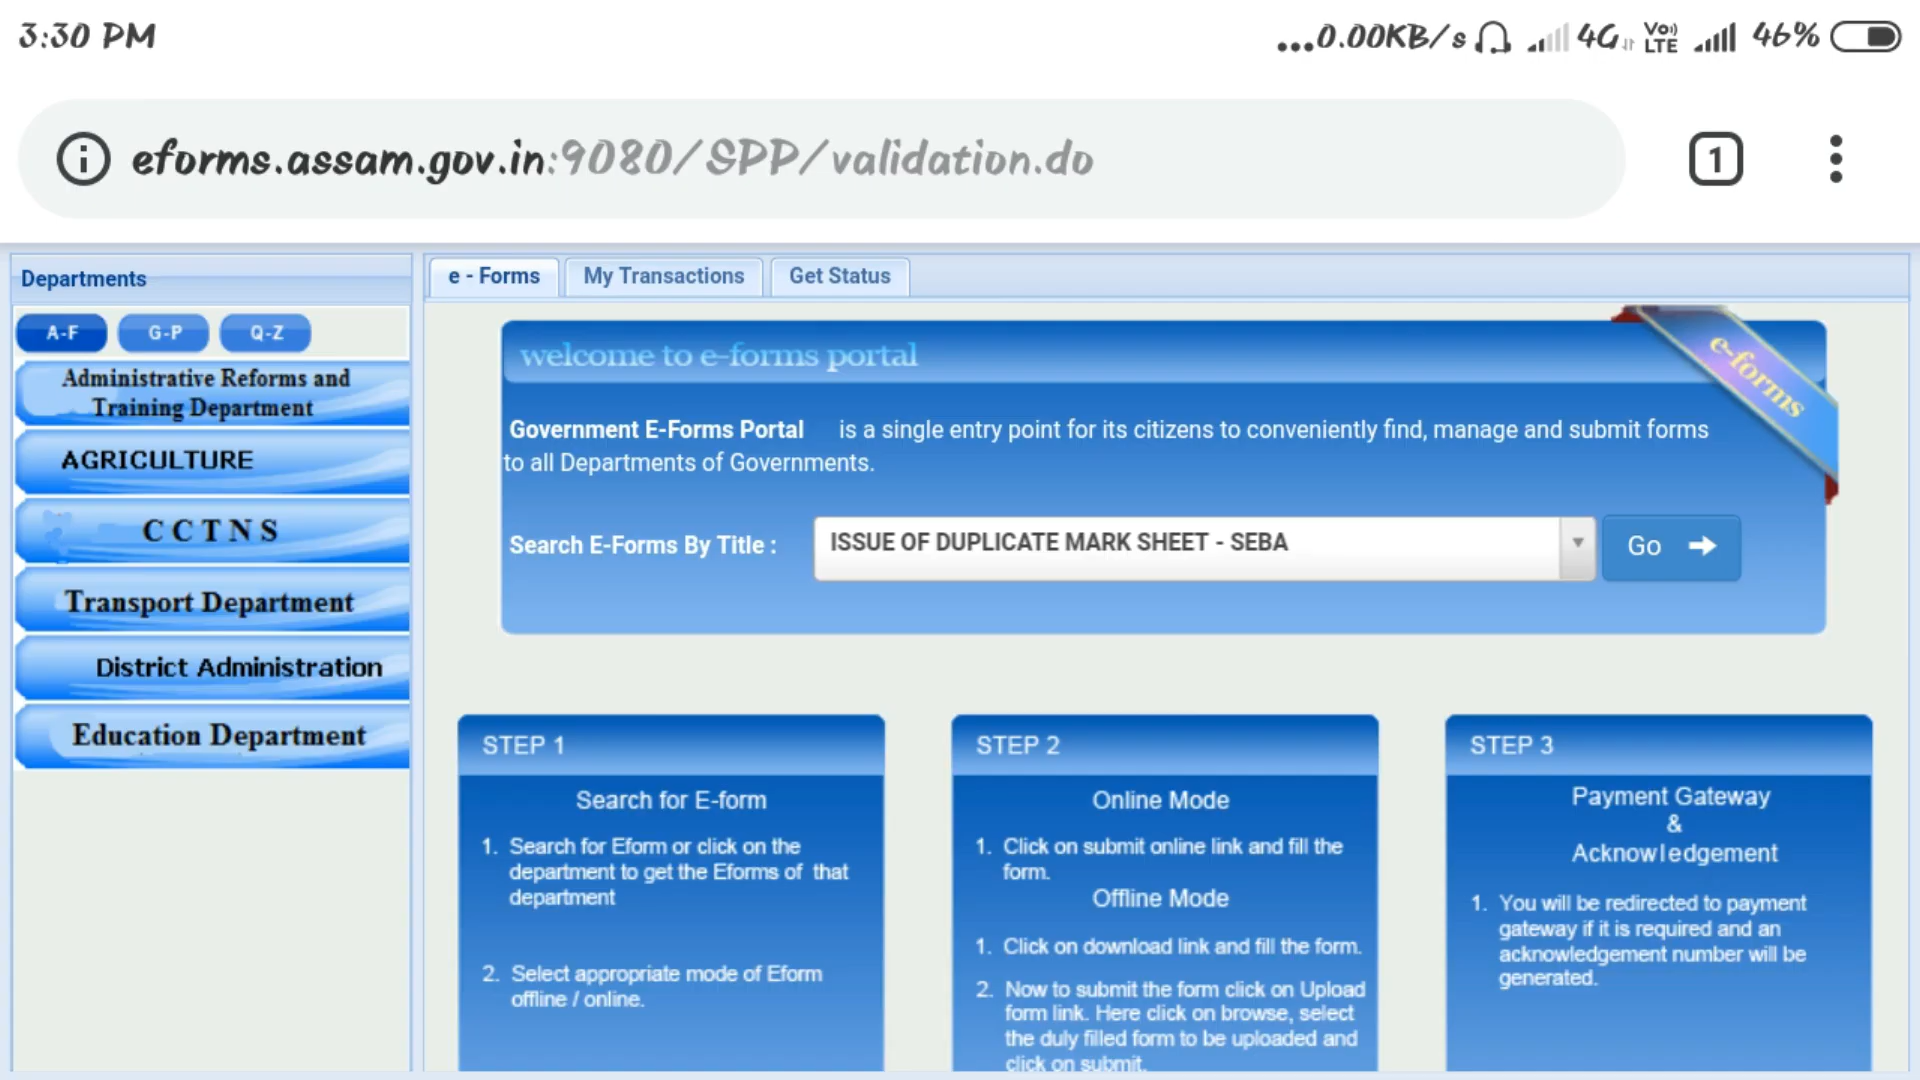 3:30 PM
...0.00KB/s 4G VoLTE 46%
eforms.assam.gov.in:9080/SPP/validation.do
1
Departments
e - Forms
My Transactions
Get Status
A-F
G-P
Q-Z
Administrative Reforms and
Training Department
AGRICULTURE
C C T N S
Transport Department
District Administration
Education Department
welcome to e-forms portal
e-forms
Government E-Forms Portal is a single entry point for its citizens to conveniently find, manage and submit forms
to all Departments of Governments.
Search E-Forms By Title :
ISSUE OF DUPLICATE MARK SHEET - SEBA
Go
STEP 1
Search for E-form
1. Search for Eform or click on the
department to get the Eforms of that
department
2. Select appropriate mode of Eform
offline / online.
STEP 2
Online Mode
1. Click on submit online link and fill the
form.
Offline Mode
1. Click on download link and fill the form.
2. Now to submit the form click on Upload
form link. Here click on browse, select
the duly filled form to be uploaded and
click on submit.
STEP 3
Payment Gateway
&
Acknowledgement
1. You will be redirected to payment
gateway if it is required and an
acknowledgement number will be
generated.